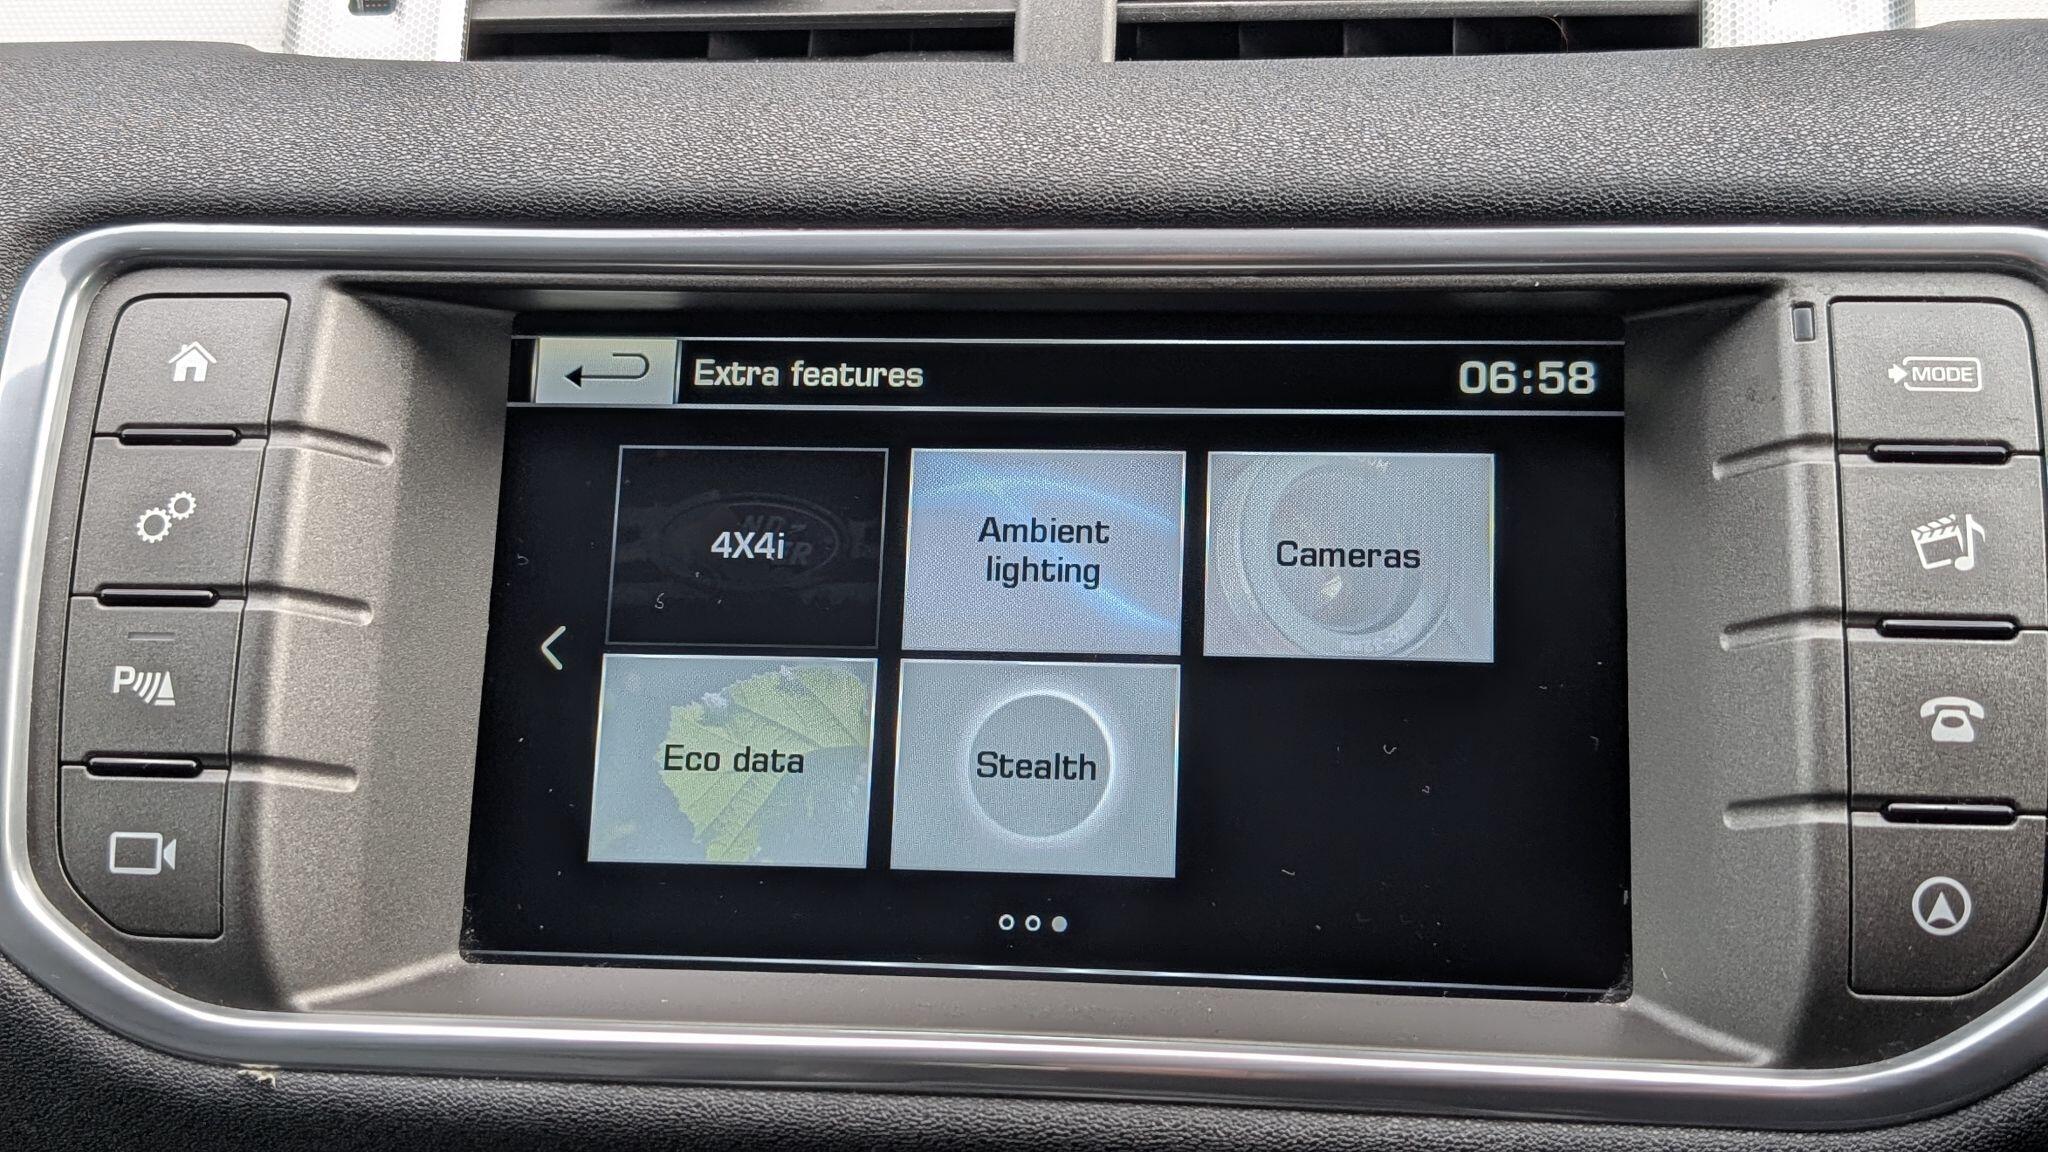 Extra features
06:58
MODE
4X4i
Ambient
lighting
Cameras
P
Eco data
Stealth